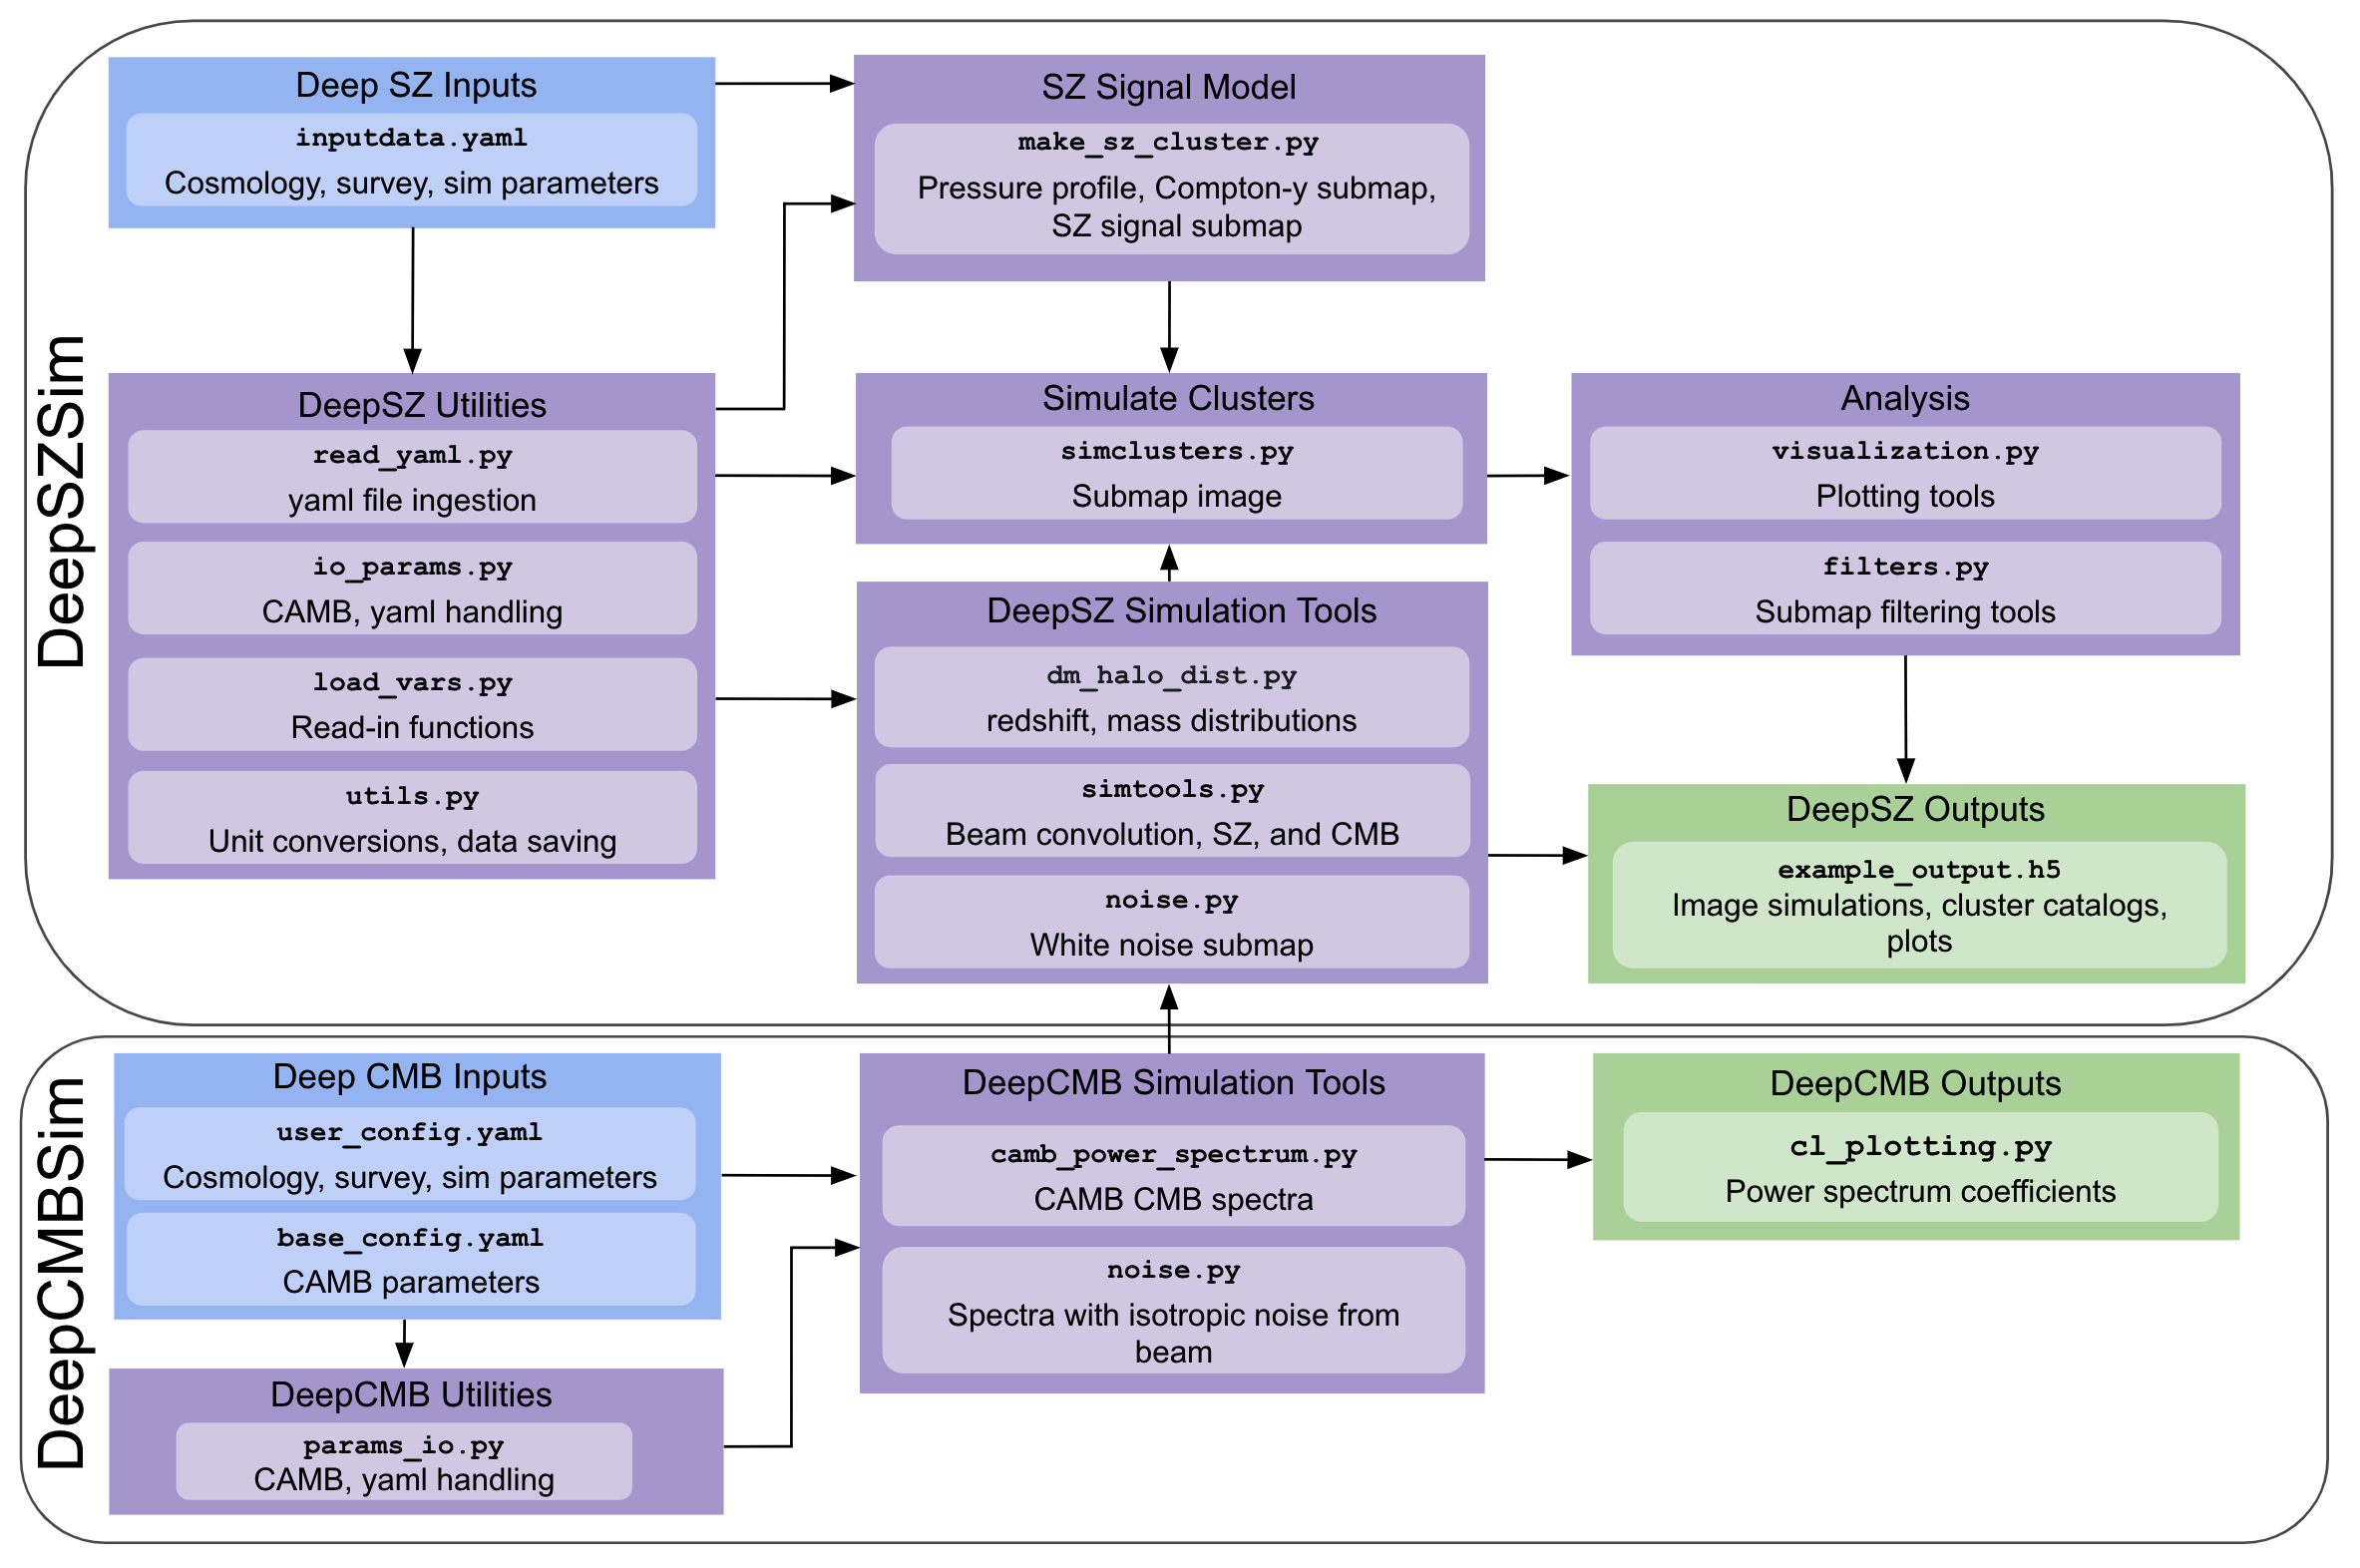 DeepSZSim
Deep SZ Inputs
inputdata.yaml
Cosmology, survey, sim parameters
SZ Signal Model
make_sz_cluster.py
Pressure profile, Compton-y submap,
SZ signal submap
DeepSZ Utilities
read_yaml.py
yaml file ingestion
io_params.py
CAMB, yaml handling
load_vars.py
Read-in functions
utils.py
Unit conversions, data saving
Simulate Clusters
simclusters.py
Submap image
Analysis
visualization.py
Plotting tools
filters.py
Submap filtering tools
DeepSZ Simulation Tools
dm_halo_dist.py
redshift, mass distributions
simtools.py
Beam convolution, SZ, and CMB
noise.py
White noise submap
DeepSZ Outputs
example_output.h5
Image simulations, cluster catalogs,
plots
DeepCMBSim
Deep CMB Inputs
user_config.yaml
Cosmology, survey, sim parameters
base_config.yaml
CAMB parameters
DeepCMB Utilities
params_io.py
CAMB, yaml handling
DeepCMB Simulation Tools
camb_power_spectrum.py
CAMB CMB spectra
noise.py
Spectra with isotropic noise from
beam
DeepCMB Outputs
cl_plotting.py
Power spectrum coefficients